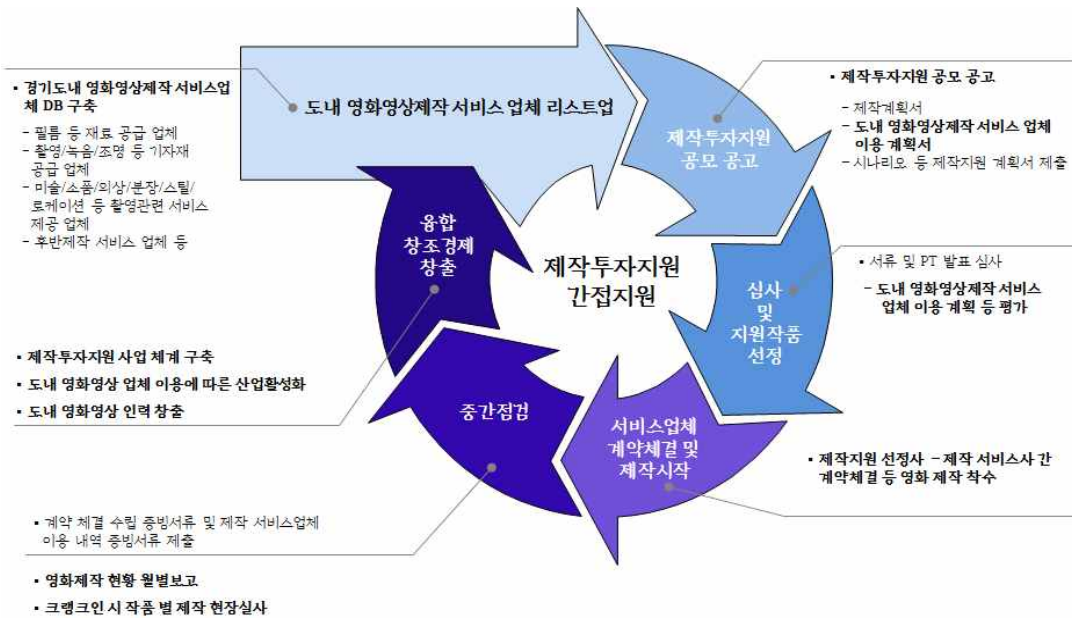 ▪ 경기도내 영화영상제작 서비스업
체 DB 구축
– 필름 등 재료 공급 업체
– 촬영/녹음/조명 등 기자재
공급 업체
– 미술/소품/의상/분장/스틸/
로케이션 등 촬영관련 서비스
제공 업체
– 후반제작 서비스 업체 등
도내 영화영상제작 서비스 업체 리스트업
제작투자지원
공모 공고
▪ 제작투자지원 공모 공고
– 제작계획서
– 도내 영화영상제작 서비스 업체
이용 계획서
– 시나리오 등 제작지원 계획서 제출
융합
창조경제
창출
제작투자지원
간접지원
심사
및
지원작품
선정
▪ 서류 및 PT 발표 심사
– 도내 영화영상제작 서비스
업체 이용 계획 등 평가
▪ 제작투자지원 사업 체계 구축
▪ 도내 영화영상 업체 이용에 따른 산업활성화
▪ 도내 영화영상 인력 창출
중간점검
서비스업체
계약체결 및
제작시작
▪ 제작지원 선정사 – 제작 서비스사 간
계약체결 등 영화 제작 착수
▪ 계약 체결 수립 증빙서류 및 제작 서비스업체
이용 내역 증빙서류 제출
▪ 영화제작 현황 월별보고
▪ 크랭크인 시 작품 별 제작 현장실사